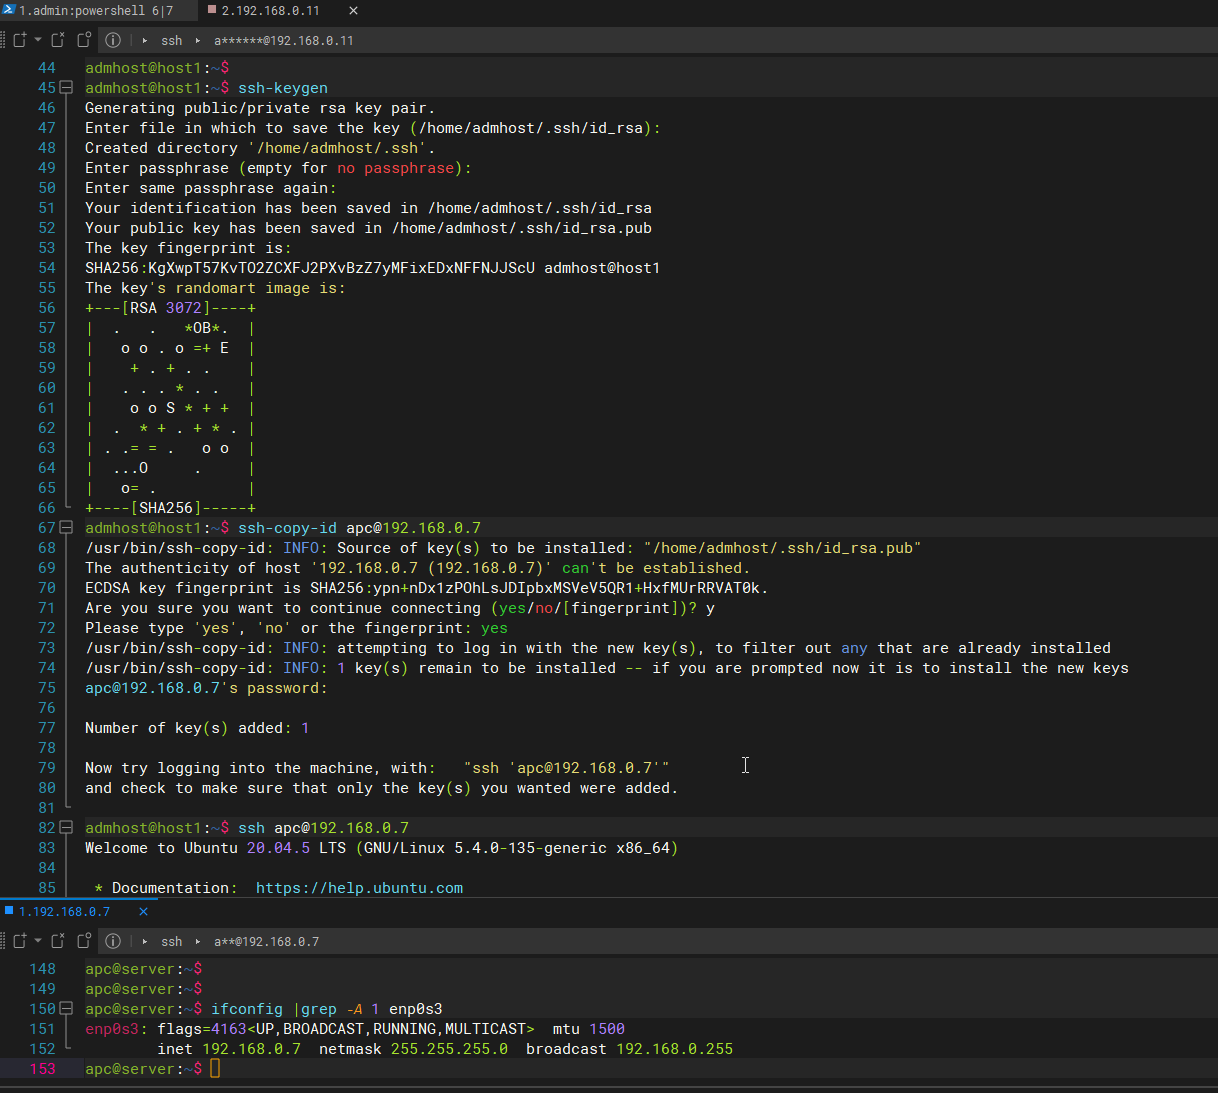 1.admin:powershell 6|7
2.192.168.0.11
ssh a******@192.168.0.11
44 admhost@host1:~$
45 admhost@host1:~$ ssh-keygen
46 Generating public/private rsa key pair.
47 Enter file in which to save the key (/home/admhost/.ssh/id_rsa):
48 Created directory '/home/admhost/.ssh'.
49 Enter passphrase (empty for no passphrase):
50 Enter same passphrase again:
51 Your identification has been saved in /home/admhost/.ssh/id_rsa
52 Your public key has been saved in /home/admhost/.ssh/id_rsa.pub
53 The key fingerprint is:
54 SHA256:KgXwpT57KvTO2ZCXFJ2PXvBzZ7yMFixEDxNFFNJJScU admhost@host1
55 The key's randomart image is:
56 +---[RSA 3072]----+
57 |  .   .   *OB*.  |
58 |   o o . o =+ E  |
59 |    + . + . .    |
60 |   . . . * . .   |
61 |    o o S * + +  |
62 |  .  * + . + * . |
63 | . .= = .   o o  |
64 |  ...O     .     |
65 |   o= .          |
66 +----[SHA256]-----+
67 admhost@host1:~$ ssh-copy-id apc@192.168.0.7
68 /usr/bin/ssh-copy-id: INFO: Source of key(s) to be installed: "/home/admhost/.ssh/id_rsa.pub"
69 The authenticity of host '192.168.0.7 (192.168.0.7)' can't be established.
70 ECDSA key fingerprint is SHA256:ypn+nDx1zPOhLsJDIpbxMSVeV5QR1+HxfMUrRRVAT0k.
71 Are you sure you want to continue connecting (yes/no/[fingerprint])? y
72 Please type 'yes', 'no' or the fingerprint: yes
73 /usr/bin/ssh-copy-id: INFO: attempting to log in with the new key(s), to filter out any that are already installed
74 /usr/bin/ssh-copy-id: INFO: 1 key(s) remain to be installed -- if you are prompted now it is to install the new keys
75 apc@192.168.0.7's password:
76
77 Number of key(s) added: 1
78
79 Now try logging into the machine, with:   "ssh 'apc@192.168.0.7'"
80 and check to make sure that only the key(s) you wanted were added.
81
82 admhost@host1:~$ ssh apc@192.168.0.7
83 Welcome to Ubuntu 20.04.5 LTS (GNU/Linux 5.4.0-135-generic x86_64)
84
85  * Documentation:  https://help.ubuntu.com
1.192.168.0.7
ssh a**@192.168.0.7
148 apc@server:~$
149 apc@server:~$
150 apc@server:~$ ifconfig |grep -A 1 enp0s3
151 enp0s3: flags=4163<UP,BROADCAST,RUNNING,MULTICAST>  mtu 1500
152         inet 192.168.0.7  netmask 255.255.255.0  broadcast 192.168.0.255
153 apc@server:~$